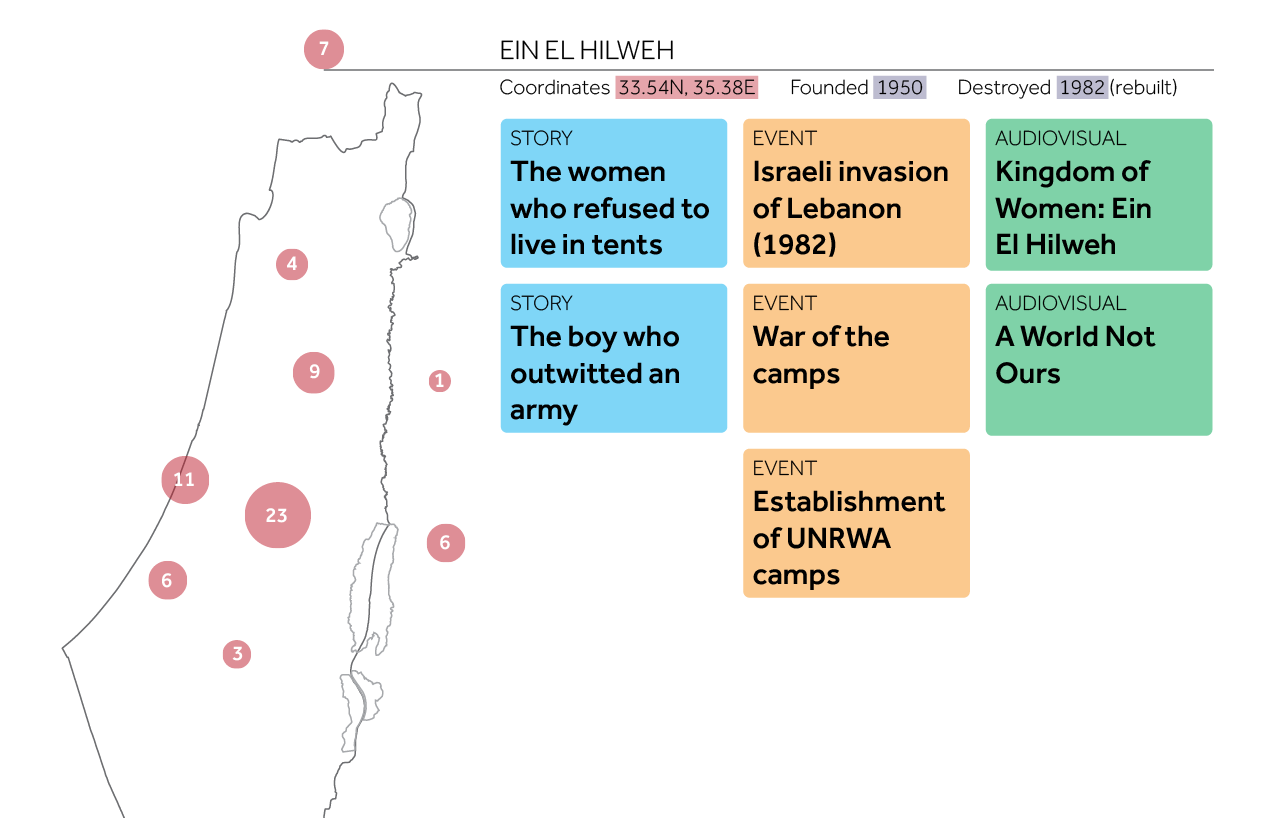 7
EIN EL HILWEH
Coordinates 33.54N, 35.38E Founded 1950 Destroyed 1982 (rebuilt)
STORY
The women
who refused to
live in tents
EVENT
Israeli invasion
of Lebanon
(1982)
AUDIOVISUAL
Kingdom of
Women: Ein
El Hilweh
STORY
The boy who
outwitted an
army
EVENT
War of the
camps
AUDIOVISUAL
A World Not
Ours
EVENT
Establishment
of UNRWA
camps
4
9
1
11
23
6
6
3